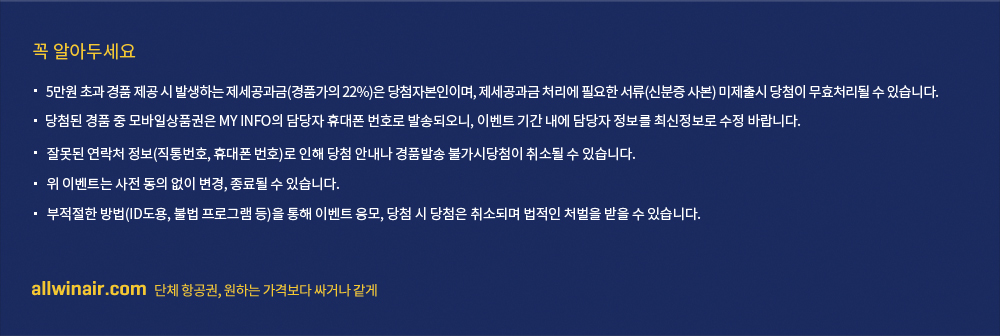 꼭 알아두세요
· 5만원 초과 경품 제공 시 발생하는 제세공과금(경품가의 22%)은 당첨자본인이며, 제세공과금 처리에 필요한 서류(신분증 사본) 미제출시 당첨이 무효처리될 수 있습니다.
· 당첨된 경품 중 모바일상품권은 MY INFO의 담당자 휴대폰 번호로 발송되오니, 이벤트 기간 내에 담당자 정보를 최신정보로 수정 바랍니다.
· 잘못된 연락처 정보(직통번호, 휴대폰 번호)로 인해 당첨 안내나 경품발송 불가시당첨이 취소될 수 있습니다.
· 위 이벤트는 사전 동의 없이 변경, 종료될 수 있습니다.
· 부적절한 방법(ID도용, 불법 프로그램 등)을 통해 이벤트 응모, 당첨 시 당첨은 취소되며 법적인 처벌을 받을 수 있습니다.
allwinair.com 단체 항공권, 원하는 가격보다 싸거나 같게